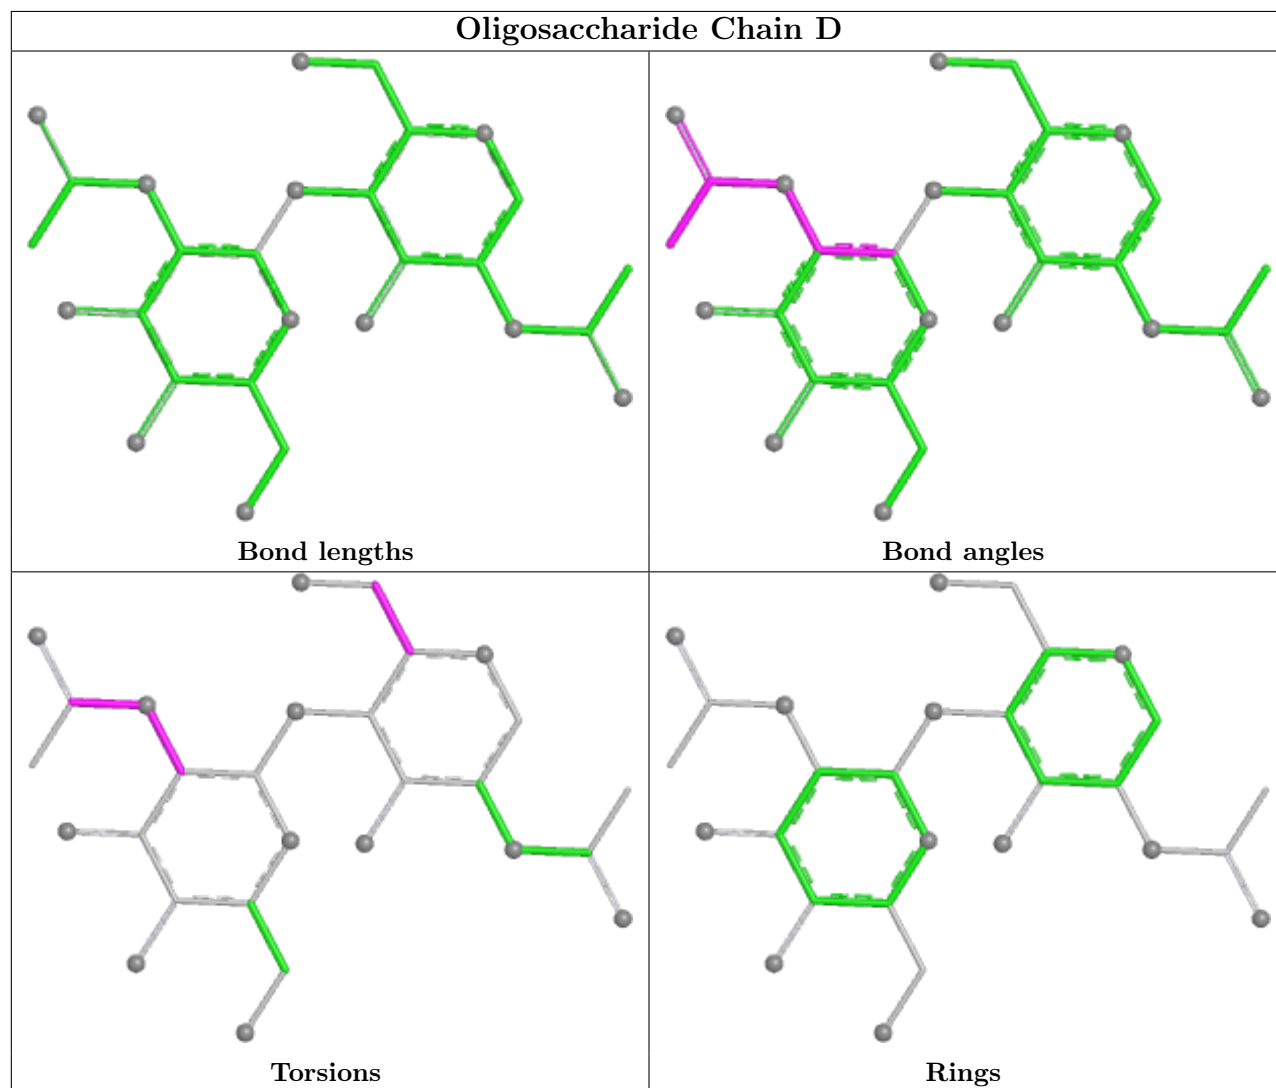 Oligosaccharide Chain D
Bond lengths
Bond angles
Torsions
Rings